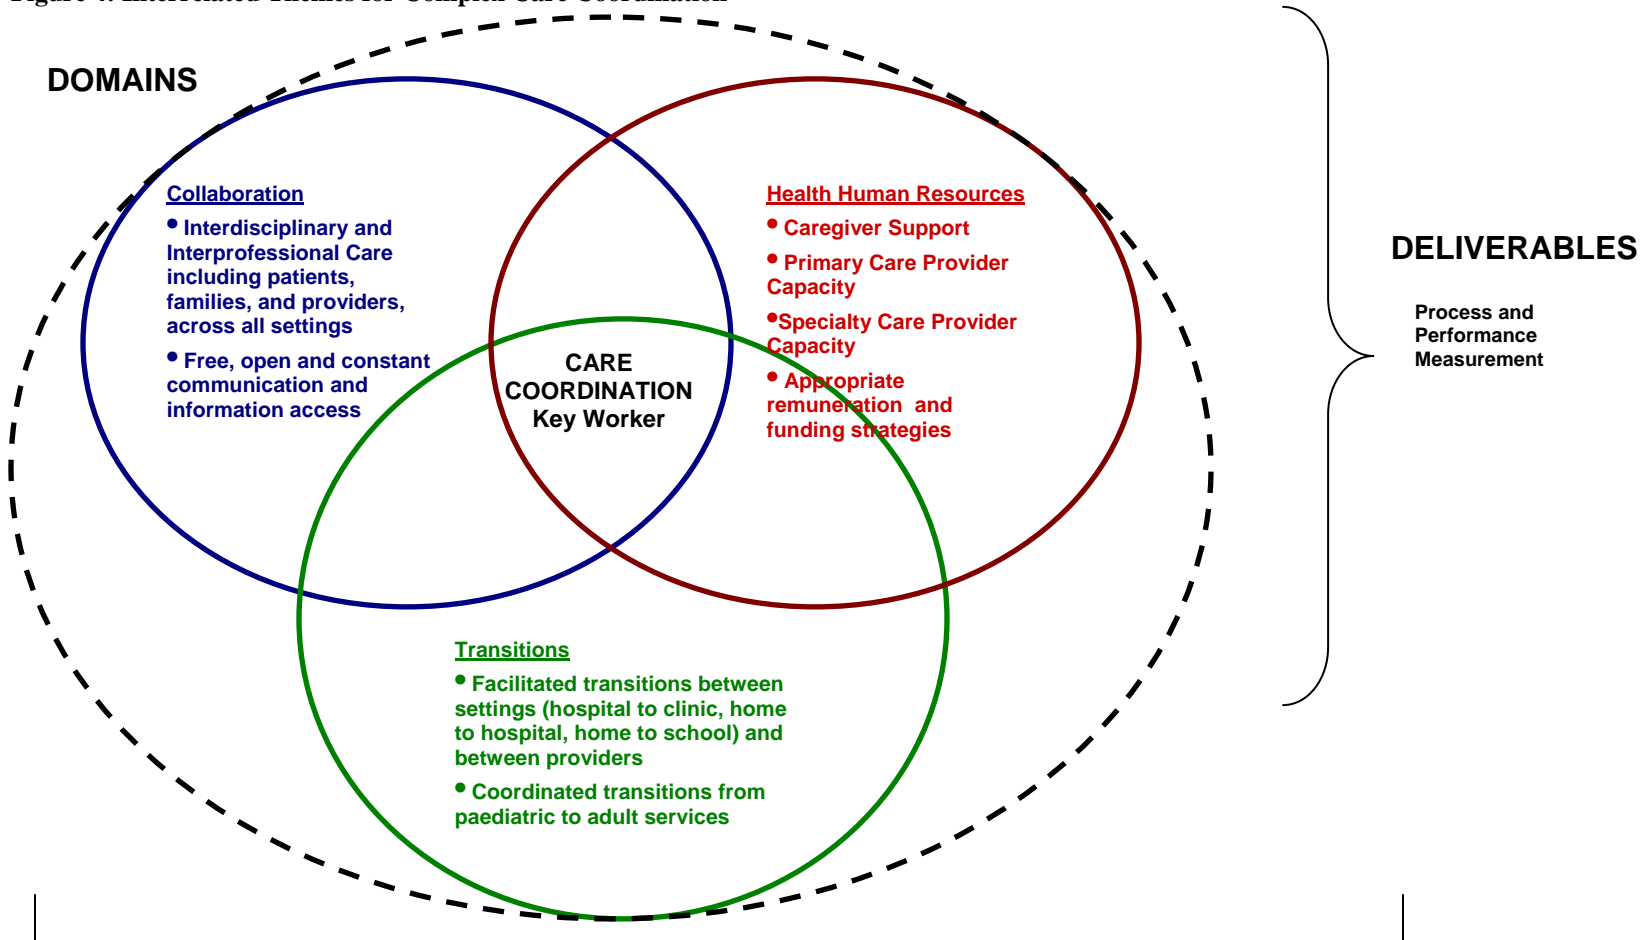 DOMAINS
Collaboration
• Interdisciplinary and
Interprofessional Care
including patients,
families, and providers,
across all settings
• Free, open and constant
communication and
information access
Health Human Resources
• Caregiver Support
• Primary Care Provider
Capacity
•Specialty Care Provider
Capacity
• Appropriate
remuneration and
funding strategies
CARE
COORDINATION
Key Worker
Transitions
• Facilitated transitions between
settings (hospital to clinic, home
to hospital, home to school) and
between providers
• Coordinated transitions from
paediatric to adult services
DELIVERABLES
Process and
Performance
Measurement